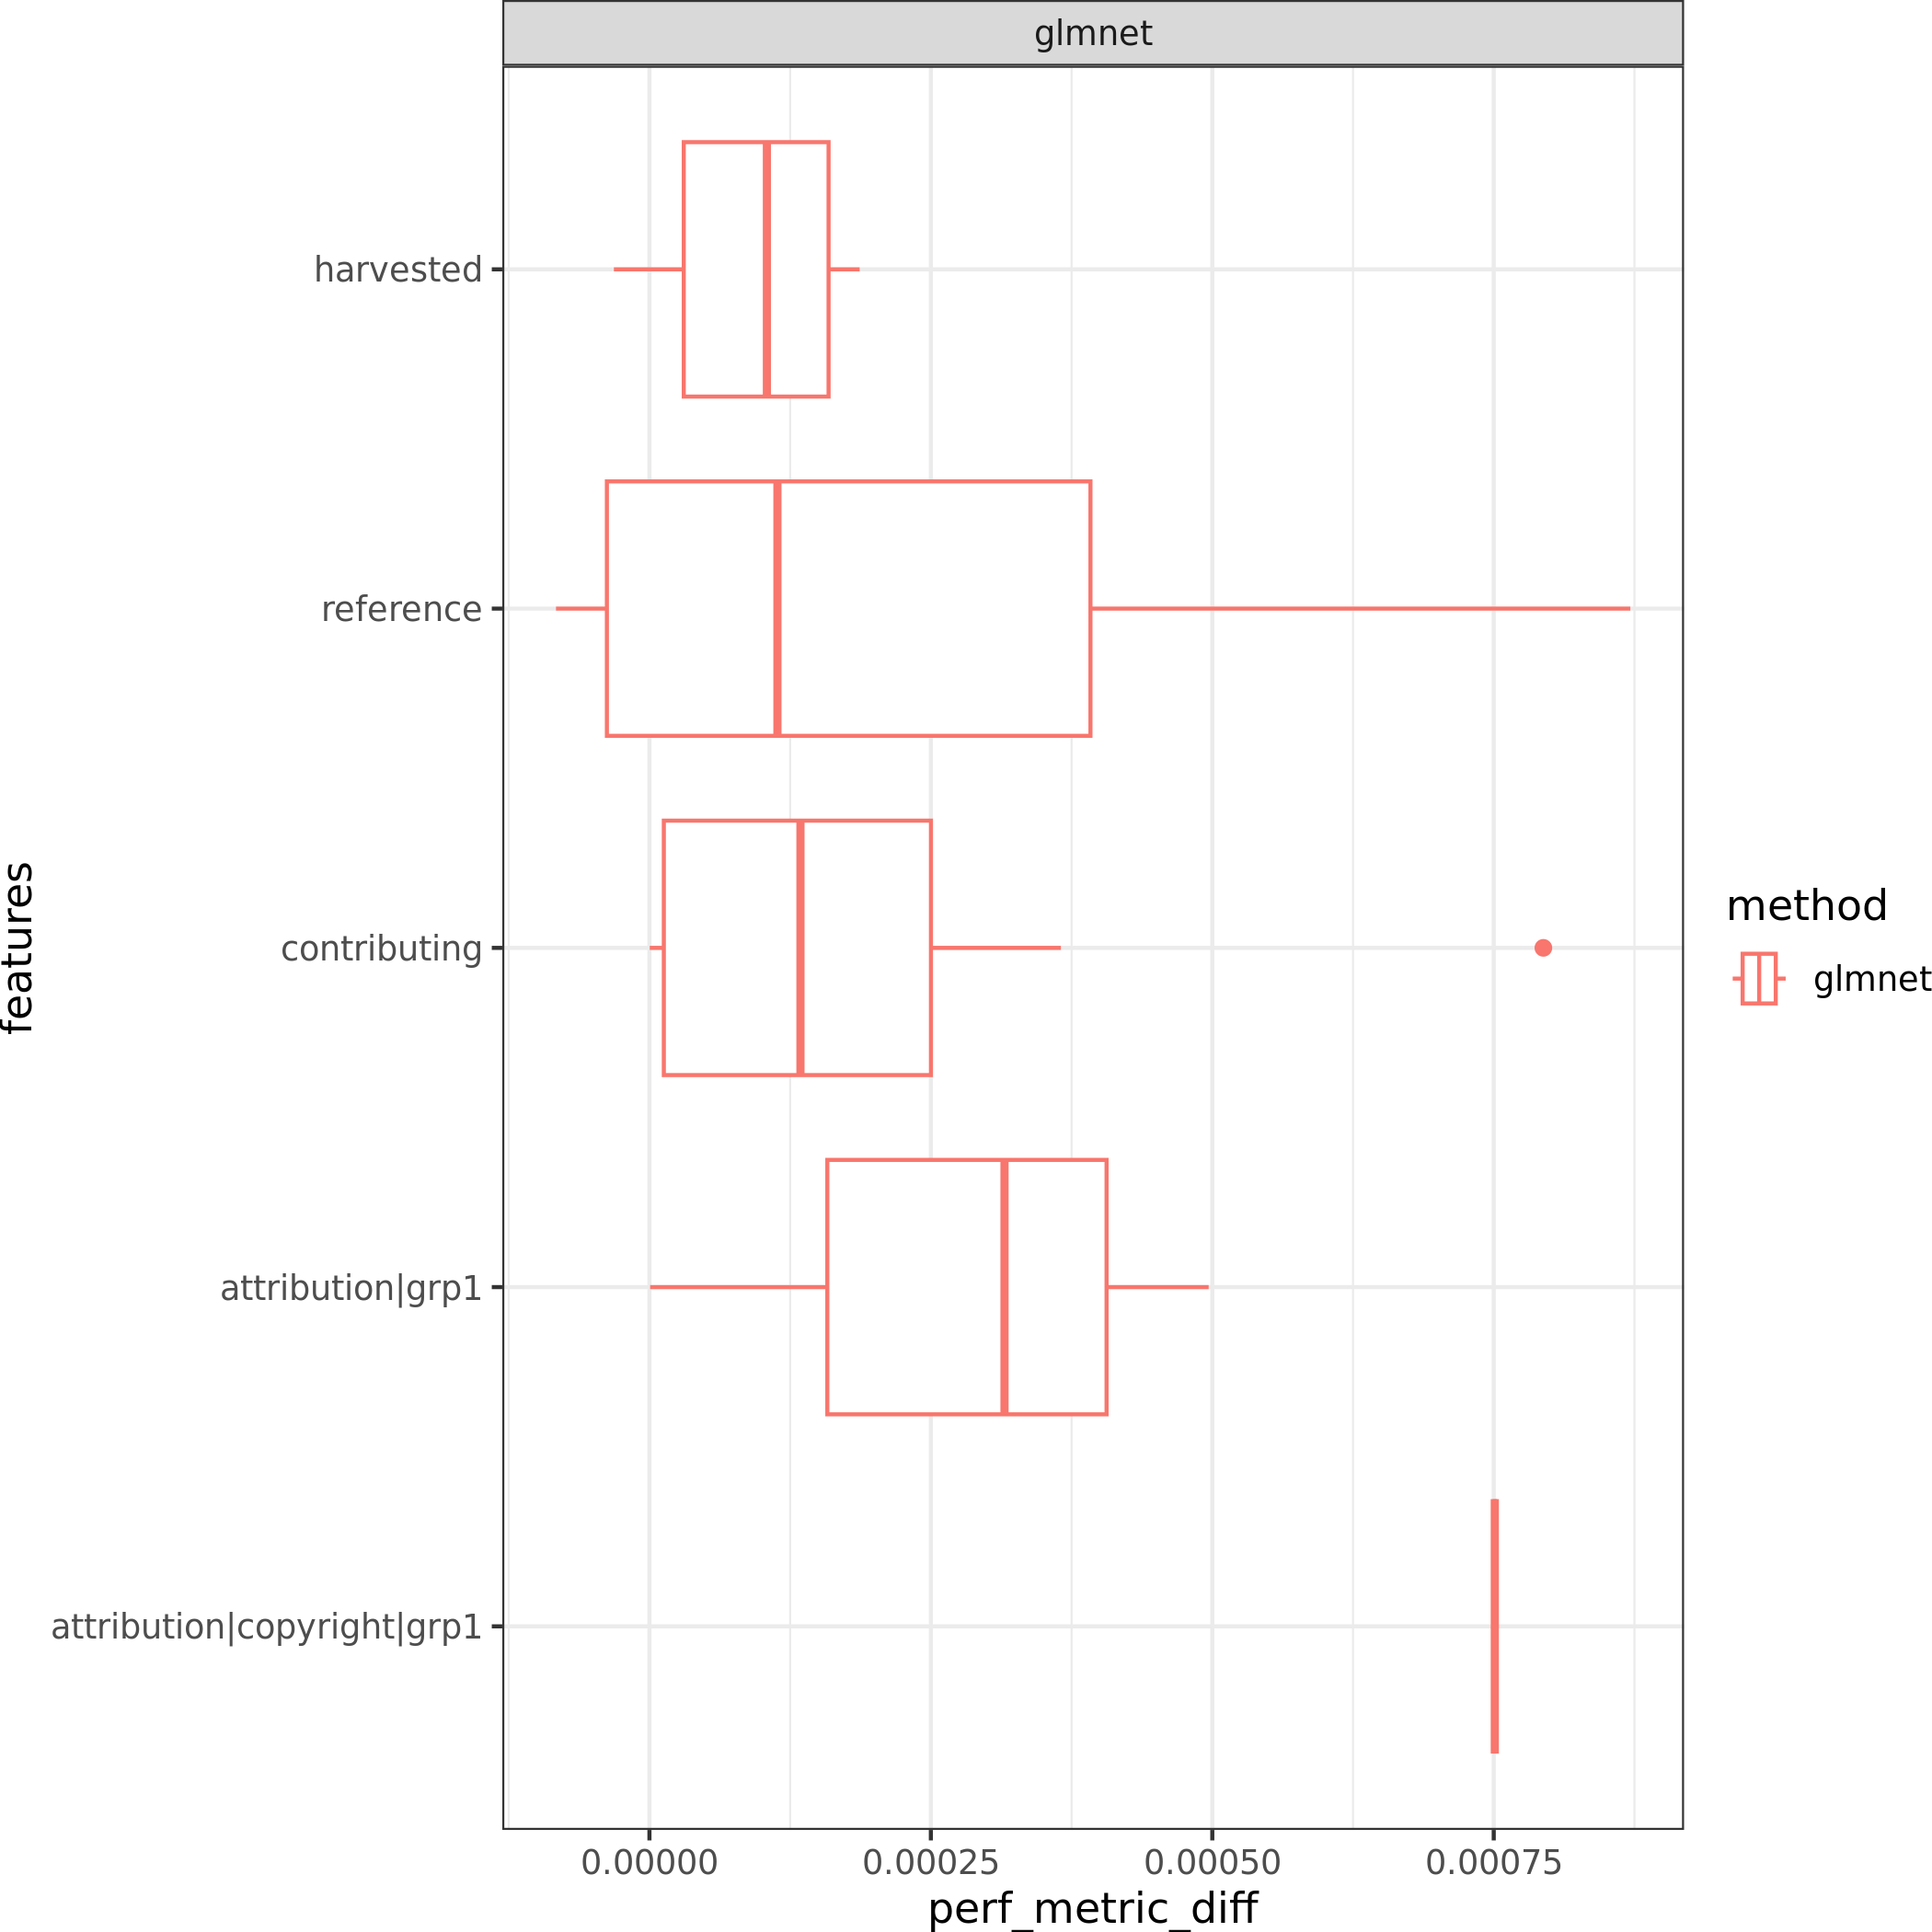 glmnet
harvested
reference
contributing
attribution|grp1
attribution|copyright|grp1
features
0.00000 0.00025 0.00050 0.00075
perf_metric_diff
method
glmnet